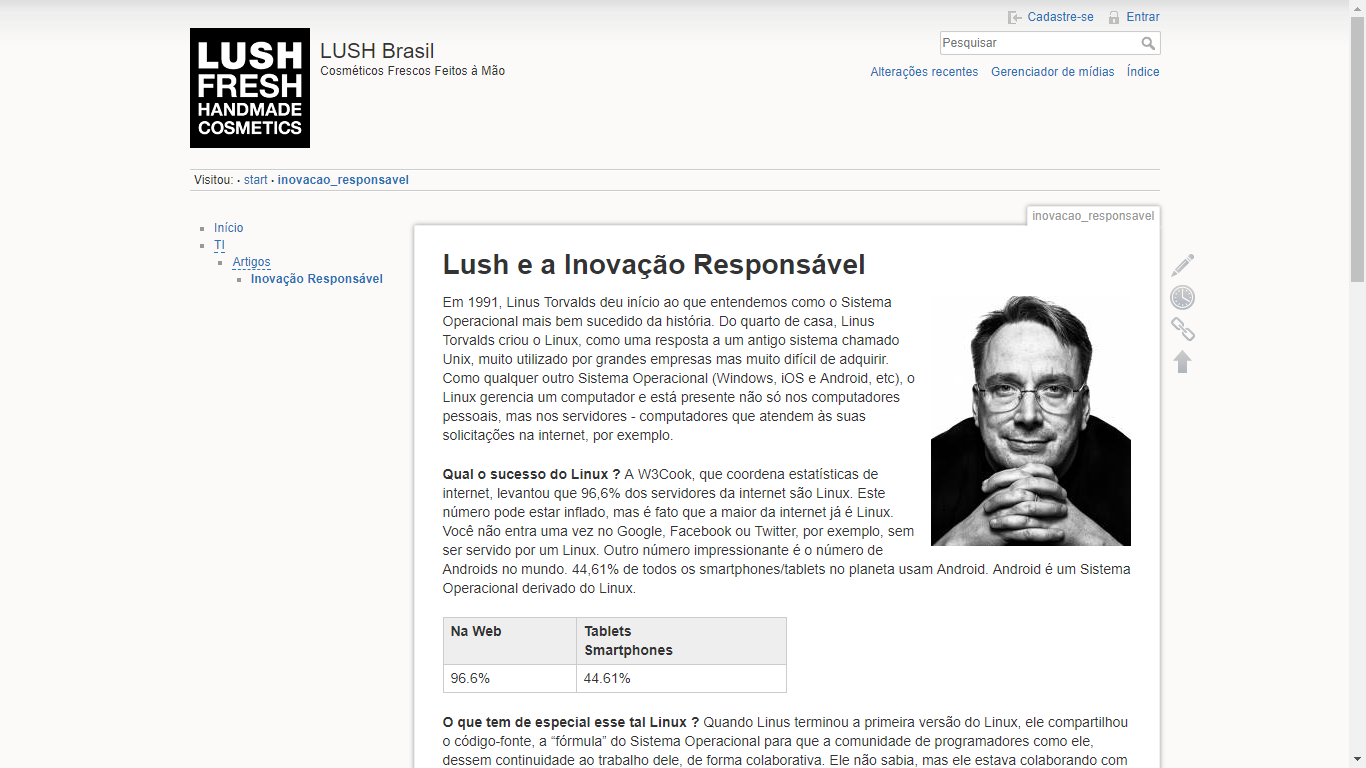 Cadastre-se Entrar
LUSH
FRESH
HANDMADE
COSMETICS
LUSH Brasil
Cosméticos Frescos Feitos à Mão
Pesquisar
Alterações recentes Gerenciador de mídias Índice
Visitou: • start • inovacao_responsavel
inovacao_responsavel
Início
TI
Artigos
Inovação Responsável
Lush e a Inovação Responsável
Em 1991, Linus Torvalds deu início ao que entendemos como o Sistema
Operacional mais bem sucedido da história. Do quarto de casa, Linus
Torvalds criou o Linux, como uma resposta a um antigo sistema chamado
Unix, muito utilizado por grandes empresas mas muito difícil de adquirir.
Como qualquer outro Sistema Operacional (Windows, iOS e Android, etc), o
Linux gerencia um computador e está presente não só nos computadores
pessoais, mas nos servidores - computadores que atendem às suas
solicitações na internet, por exemplo.
Qual o sucesso do Linux ? A W3Cook, que coordena estatísticas de
internet, levantou que 96,6% dos servidores da internet são Linux. Este
número pode estar inflado, mas é fato que a maior da internet já é Linux.
Você não entra uma vez no Google, Facebook ou Twitter, por exemplo, sem
ser servido por um Linux. Outro número impressionante é o número de
Androids no mundo. 44,61% de todos os smartphones/tablets no planeta usam Android. Android é um Sistema
Operacional derivado do Linux.
Na Web Tablets
Smartphones
96.6% 44.61%
O que tem de especial esse tal Linux ? Quando Linus terminou a primeira versão do Linux, ele compartilhou
o código-fonte, a “fórmula” do Sistema Operacional para que a comunidade de programadores como ele,
dessem continuidade ao trabalho dele, de forma colaborativa. Ele não sabia, mas ele estava colaborando com